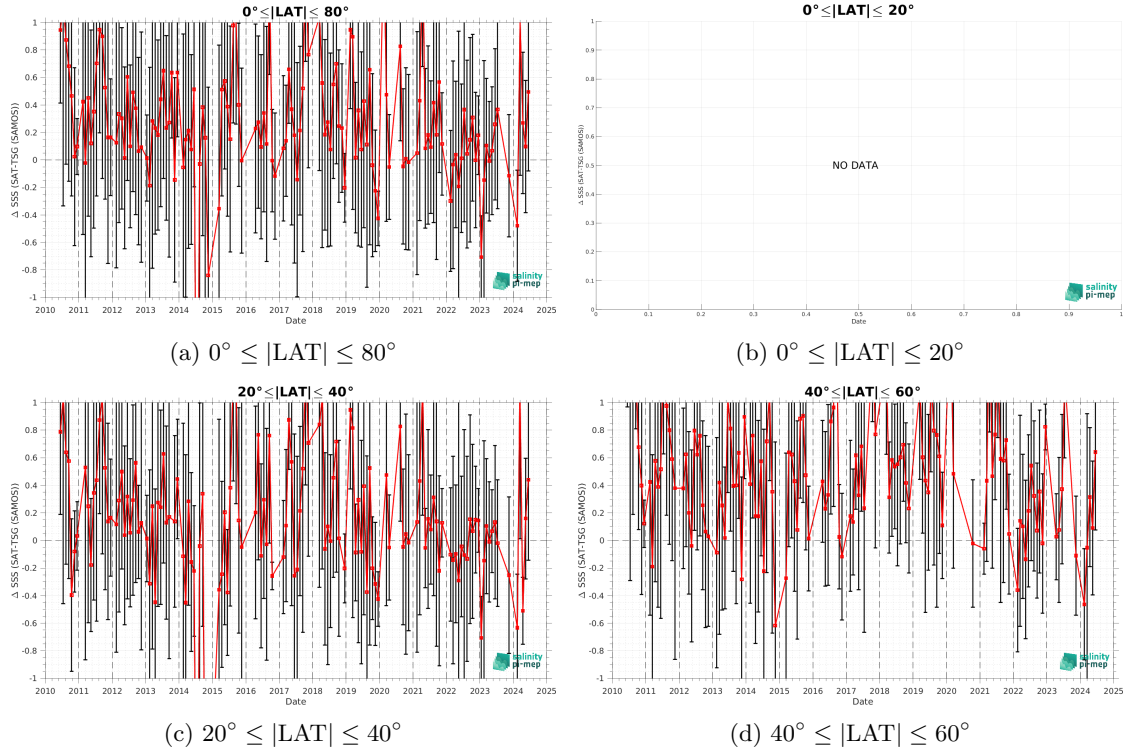 0°≤|LAT|≤ 80°
Δ SSS (SAT-TSG (SAMOS))
1
0.8
0.6
0.4
0.2
0
-0.2
-0.4
-0.6
-0.8
-1
2010 2011 2012 2013 2014 2015 2016 2017 2018 2019 2020 2021 2022 2023 2024 2025
Date
salinity
pi-mep
(a) 0° ≤ |LAT| ≤ 80°
0°≤|LAT|≤ 20°
Δ SSS (SAT-TSG (SAMOS))
1
0.9
0.8
0.7
0.6
0.5
0.4
0.3
0.2
0.1
0
NO DATA
0 0.1 0.2 0.3 0.4 0.5 0.6 0.7 0.8 0.9 1
Date
salinity
pi-mep
(b) 0° ≤ |LAT| ≤ 20°
20°≤|LAT|≤ 40°
Δ SSS (SAT-TSG (SAMOS))
1
0.8
0.6
0.4
0.2
0
-0.2
-0.4
-0.6
-0.8
-1
2010 2011 2012 2013 2014 2015 2016 2017 2018 2019 2020 2021 2022 2023 2024 2025
Date
salinity
pi-mep
(c) 20° ≤ |LAT| ≤ 40°
40°≤|LAT|≤ 60°
Δ SSS (SAT-TSG (SAMOS))
1
0.8
0.6
0.4
0.2
0
-0.2
-0.4
-0.6
-0.8
-1
2010 2011 2012 2013 2014 2015 2016 2017 2018 2019 2020 2021 2022 2023 2024 2025
Date
salinity
pi-mep
(d) 40° ≤ |LAT| ≤ 60°